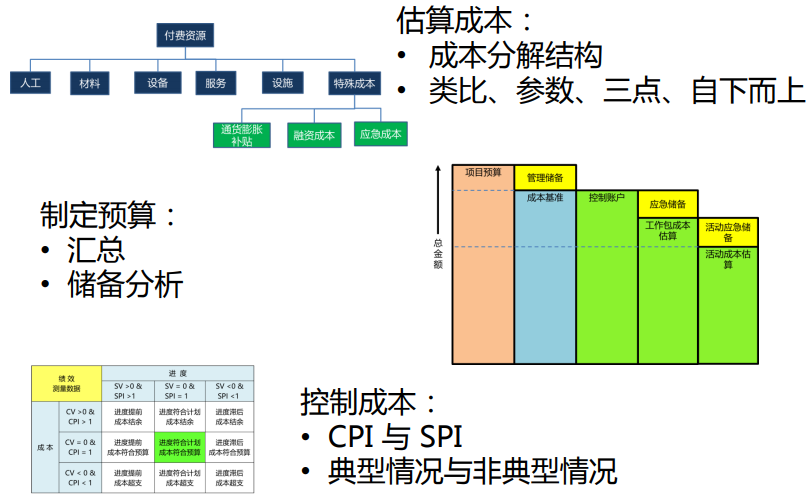 付费资源
人工
材料
设备
服务
设施
特殊成本
通货膨胀
补贴
融资成本
应急成本
估算成本：
• 成本分解结构
• 类比、参数、三点、自下而上
制定预算：
• 汇总
• 储备分析
总金额
项目预算
管理储备
成本基准
控制账户
应急储备
工作包成本
估算
活动应急储
备
活动成本估
算
绩效
测量数据
进 度
SV >0 &
SPI >1
SV = 0 &
SPI = 1
SV <0 &
SPI <1
成本
CV >0 &
CPI > 1
进度提前
成本结余
进度符合计划
成本结余
进度滞后
成本结余
CV = 0 &
CPI = 1
进度提前
成本符合预算
进度符合计划
成本符合预算
进度滞后
成本符合预算
CV < 0 &
CPI < 1
进度提前
成本超支
进度符合计划
成本超支
进度滞后
成本超支
控制成本：
• CPI 与 SPI
• 典型情况与非典型情况